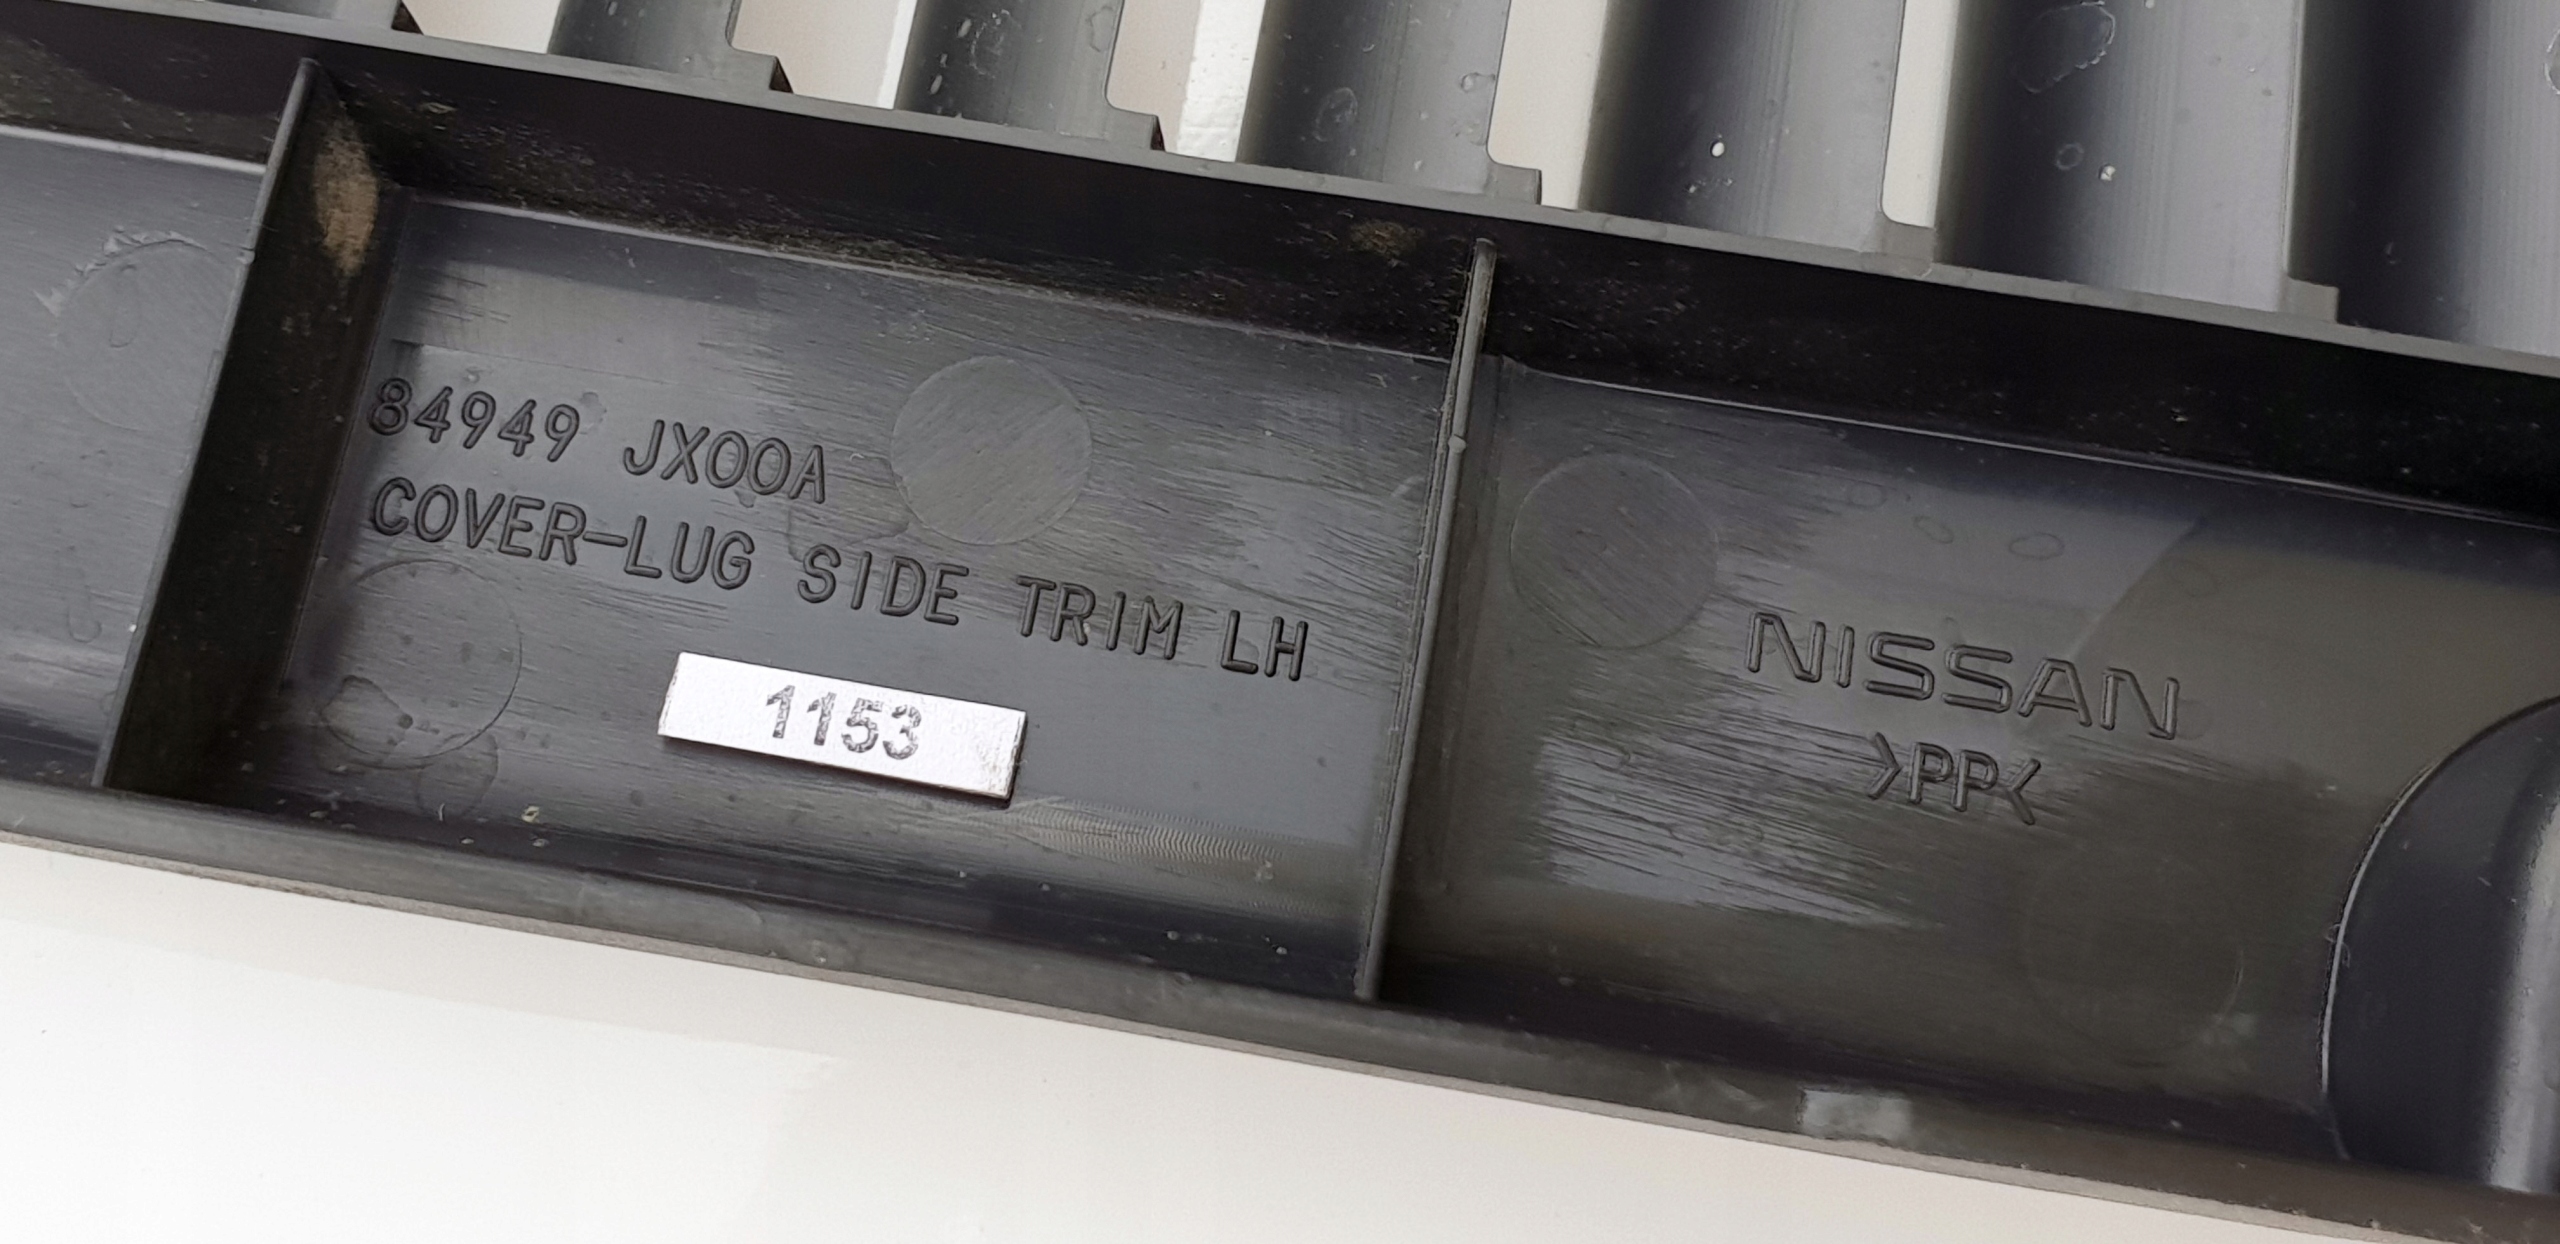 84949 JX00A
COVER-LUG SIDE TRIM LH
1153
NISSAN
>PP<